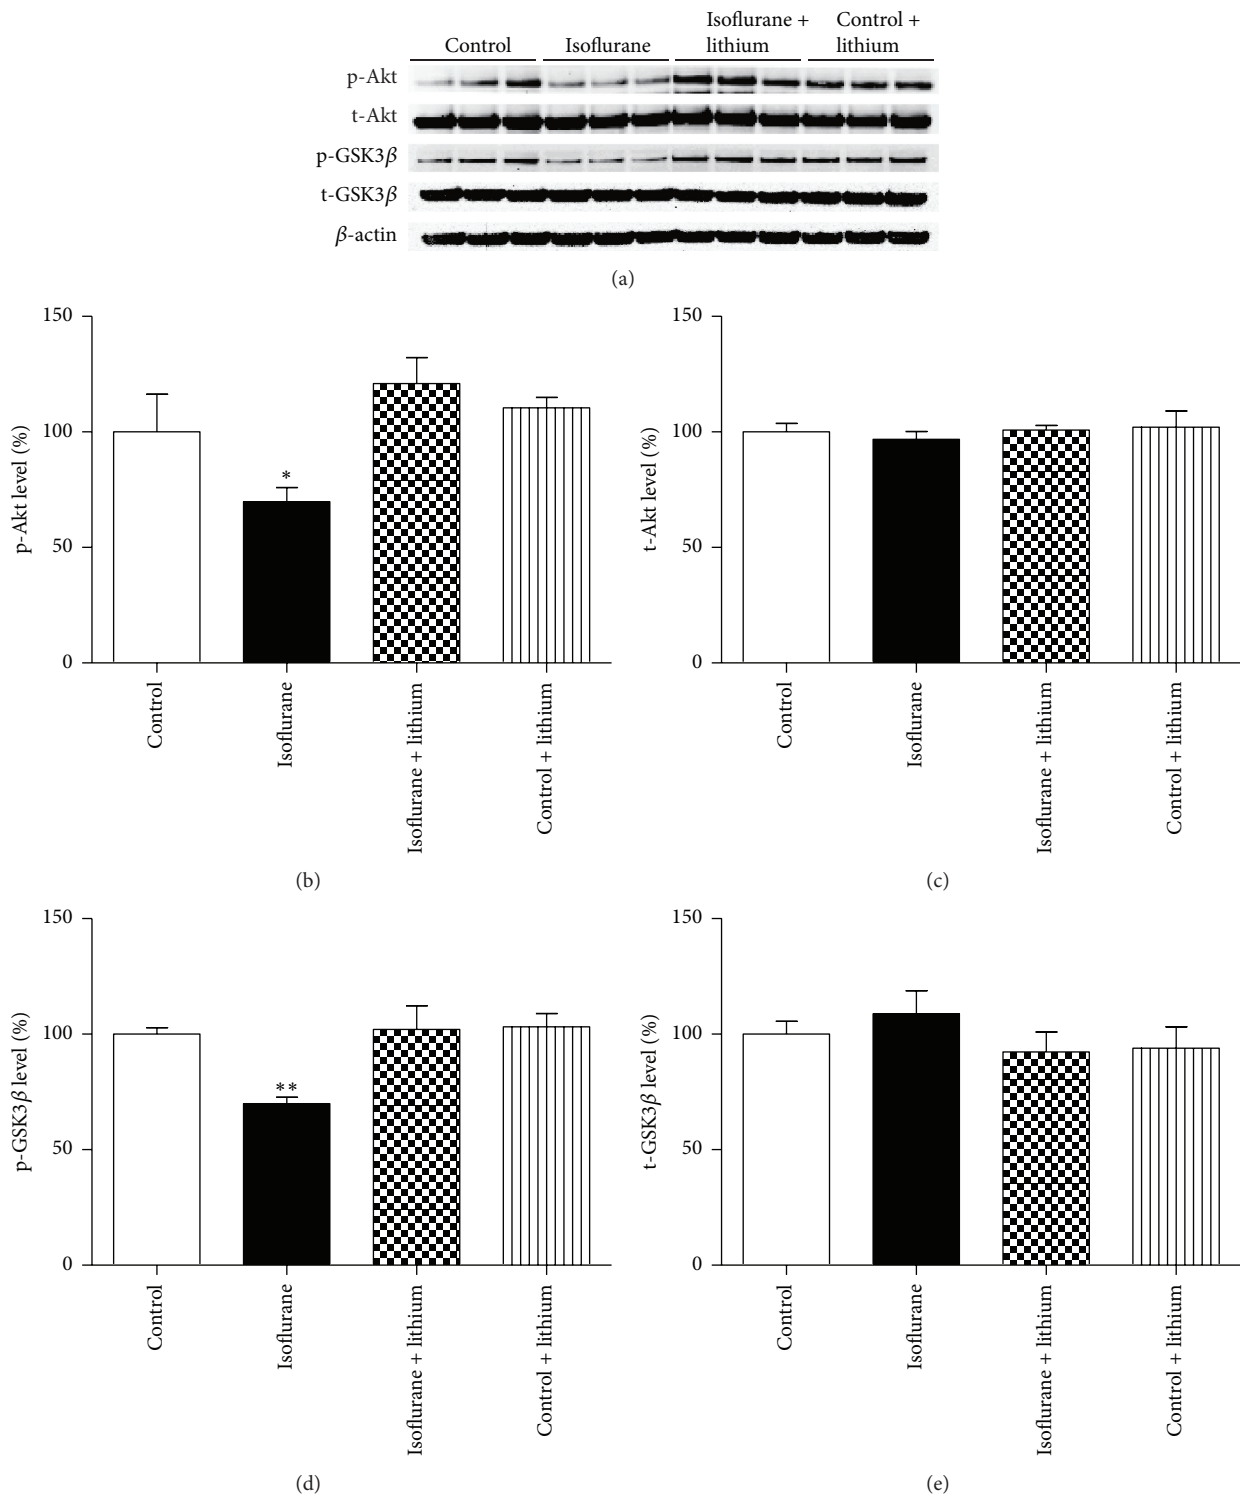 Control
Isoflurane
Isoflurane +
lithium
Control +
lithium
p-Akt
t-Akt
p-GSK3β
t-GSK3β
β-actin
(a)
150
100
50
0
p-Akt level (%)
*
Control
Isoflurane
Isoflurane + lithium
Control + lithium
(b)
150
100
50
0
t-Akt level (%)
Control
Isoflurane
Isoflurane + lithium
Control + lithium
(c)
150
100
50
0
p-GSK3β level (%)
**
Control
Isoflurane
Isoflurane + lithium
Control + lithium
(d)
150
100
50
0
t-GSK3β level (%)
Control
Isoflurane
Isoflurane + lithium
Control + lithium
(e)